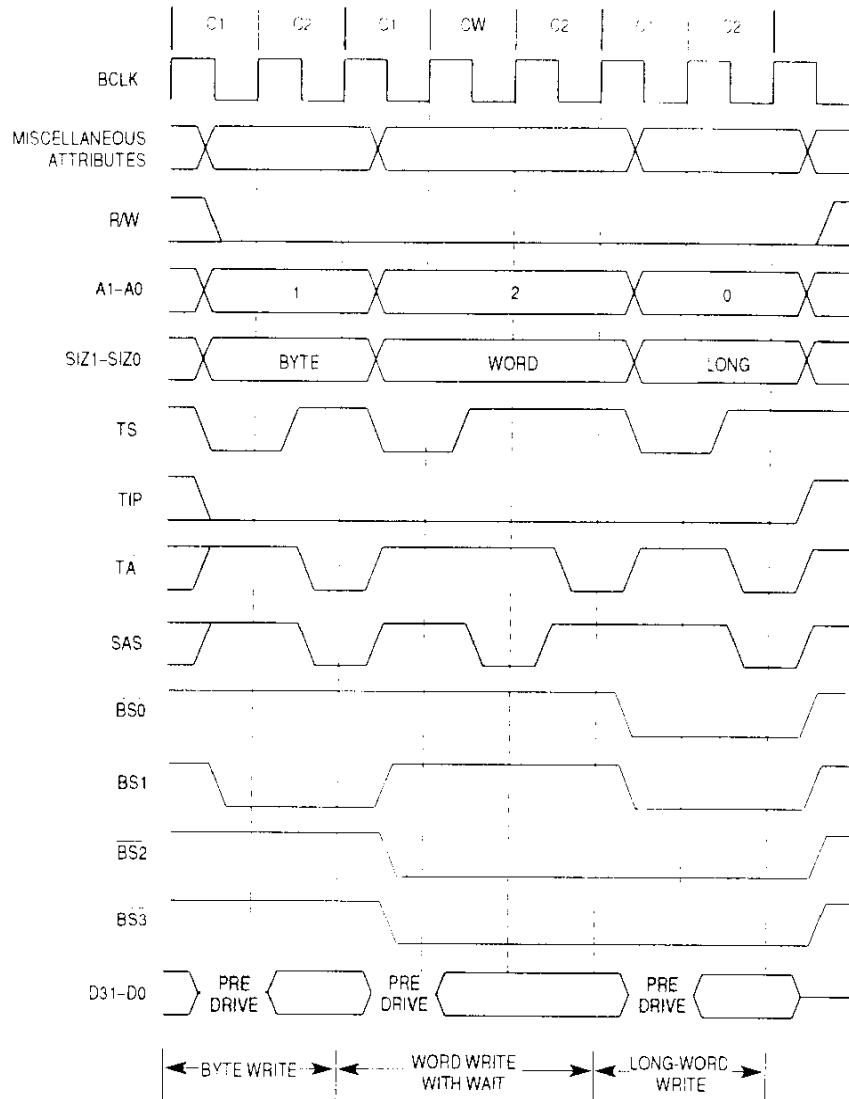 C1 C2 C1 CW C2 C1 C2
BCLK
MISCELLANEOUS
ATTRIBUTES
R/W
A1-A0 1 2 0
SIZ1-SIZ0 BYTE WORD LONG
TS
TIP
TA
SAS
BS0
BS1
BS2
BS3
D31-D0 PRE DRIVE PRE DRIVE PRE DRIVE
BYTE WRITE
WORD WRITE
WITH WAIT
LONG-WORD
WRITE